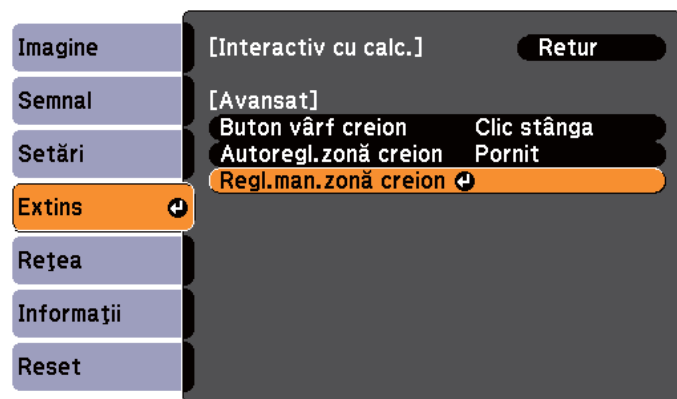 Imagine
Semnal
Setări
Extins
Reţea
Informaţii
Reset
[Interactiv cu calc.] Retur
[Avansat]
Buton vârf creion Clic stânga
Autoregl.zonă creion Pornit
Regl.man.zonă creion